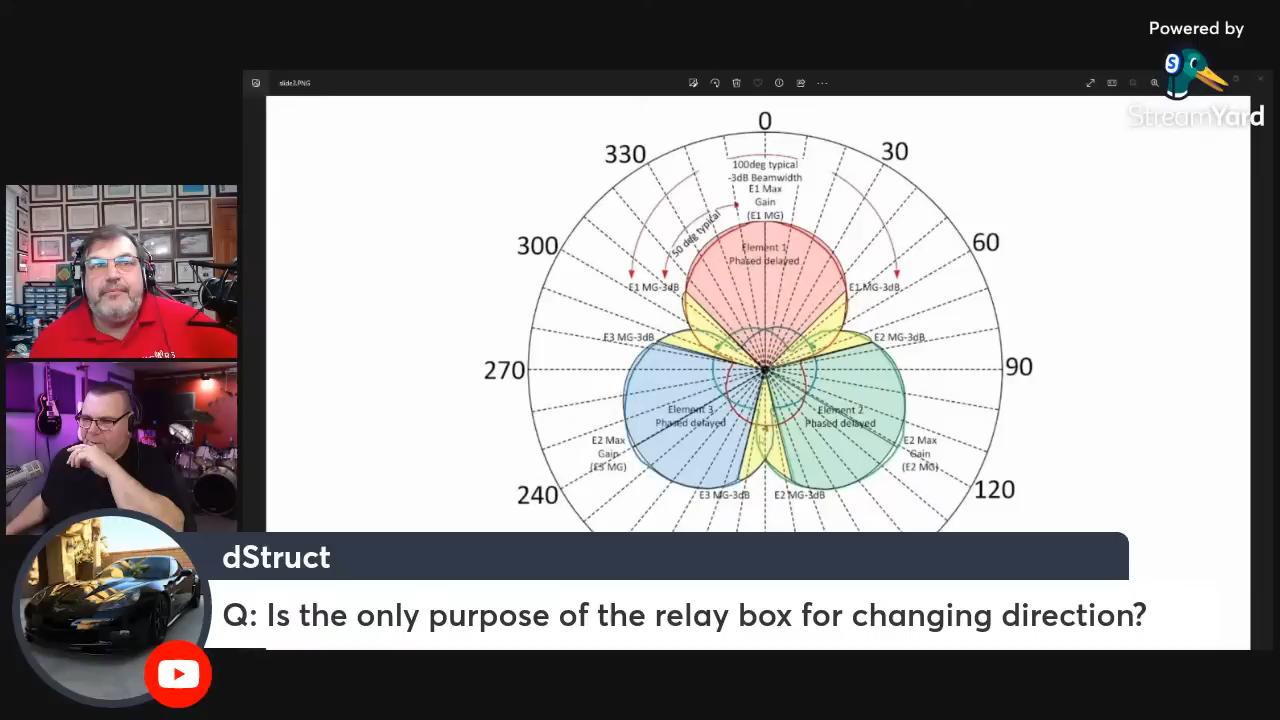 Powered by
StreamYard
slide3.PNG
0
330
30
100deg typical
-3dB Beamwidth
E1 Max
Gain
(E1 MG)
50 deg typical
300
60
Element 1
Phased delayed
E1 MG-3dB
E1 MG-3dB
E3 MG-3dB
E2 MG-3dB
270
90
Element 3
Phased delayed
Element 2
Phased delayed
E2 Max
Gain
(E3 MG)
E2 Max
Gain
(E2 MG)
240
120
E3 MG-3dB
E2 MG-3dB
dStruct
Q: Is the only purpose of the relay box for changing direction?